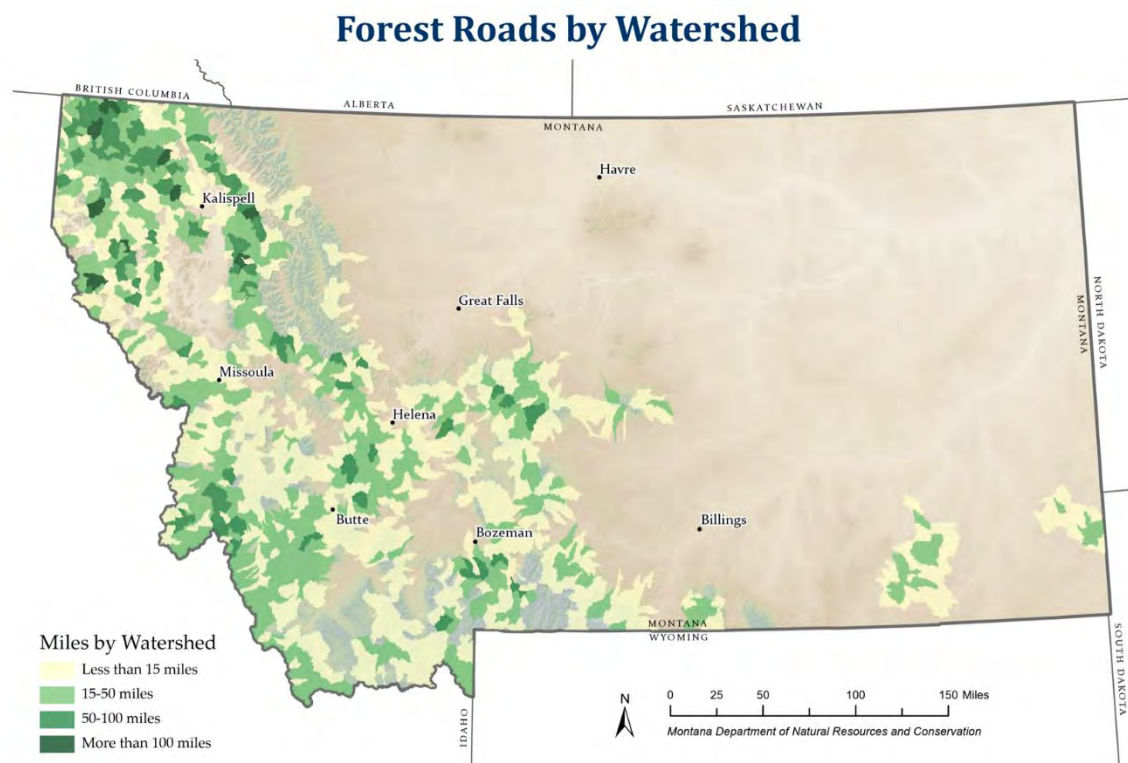 Forest Roads by Watershed
BRITISH COLUMBIA
ALBERTA
SASKATCHEWAN
MONTANA
Havre
Kalispell
Great Falls
MONTANA
NORTH DAKOTA
Missoula
Helena
Butte
Bozeman
Billings
MONTANA
WYOMING
IDAHO
SOUTH DAKOTA
Miles by Watershed
Less than 15 miles
15-50 miles
50-100 miles
More than 100 miles
N
0 25 50 100 150 Miles
Montana Department of Natural Resources and Conservation